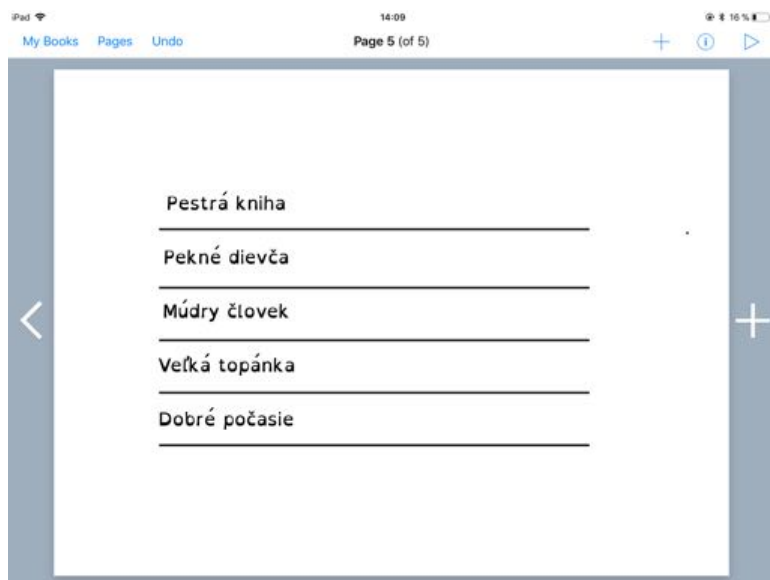 iPad 14:09 16 %
My Books Pages Undo Page 5 (of 5)
Pestrá kniha
Pekné dievča
Múdry človek
Veľká topánka
Dobré počasie